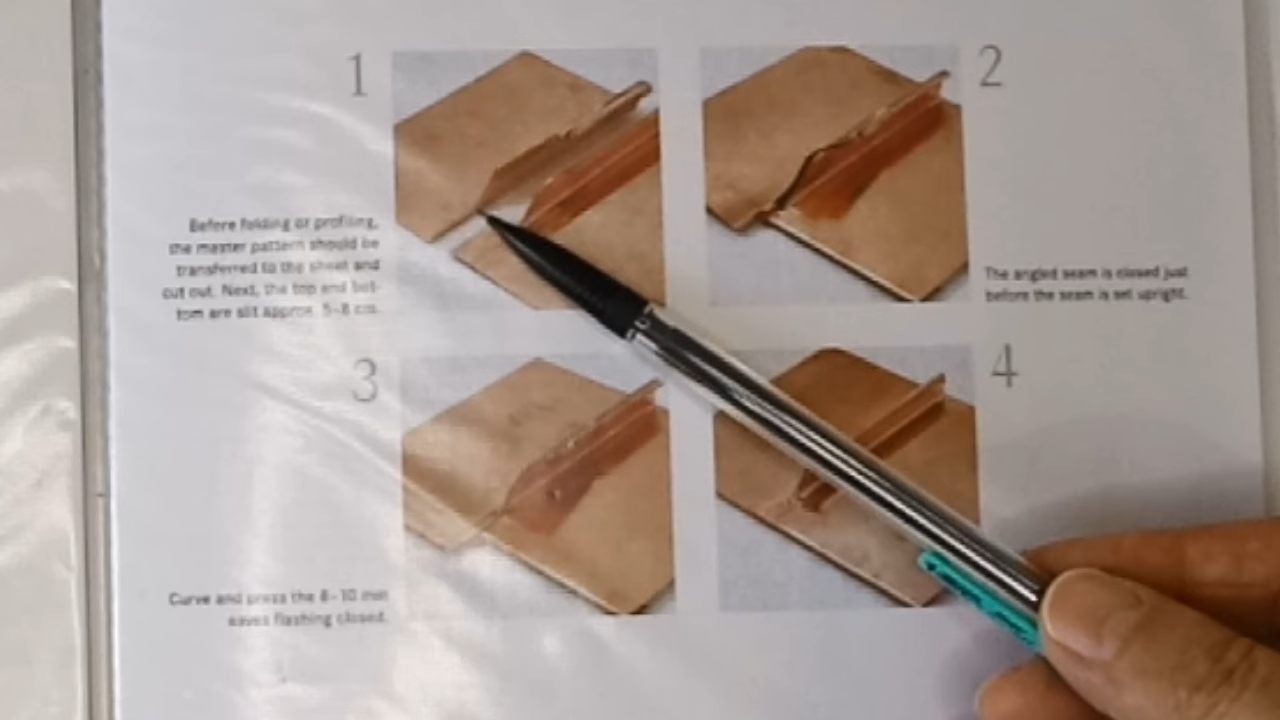 1
Before folding or profiling,
the master pattern should be
transferred to the sheet and
cut out. Next, the top and bot-
tom are slit approx. 5-8 cm.
2
The angled seam is closed just
before the seam is set upright.
3
Curve and press the 8-10 mm
eaves flashing closed.
4